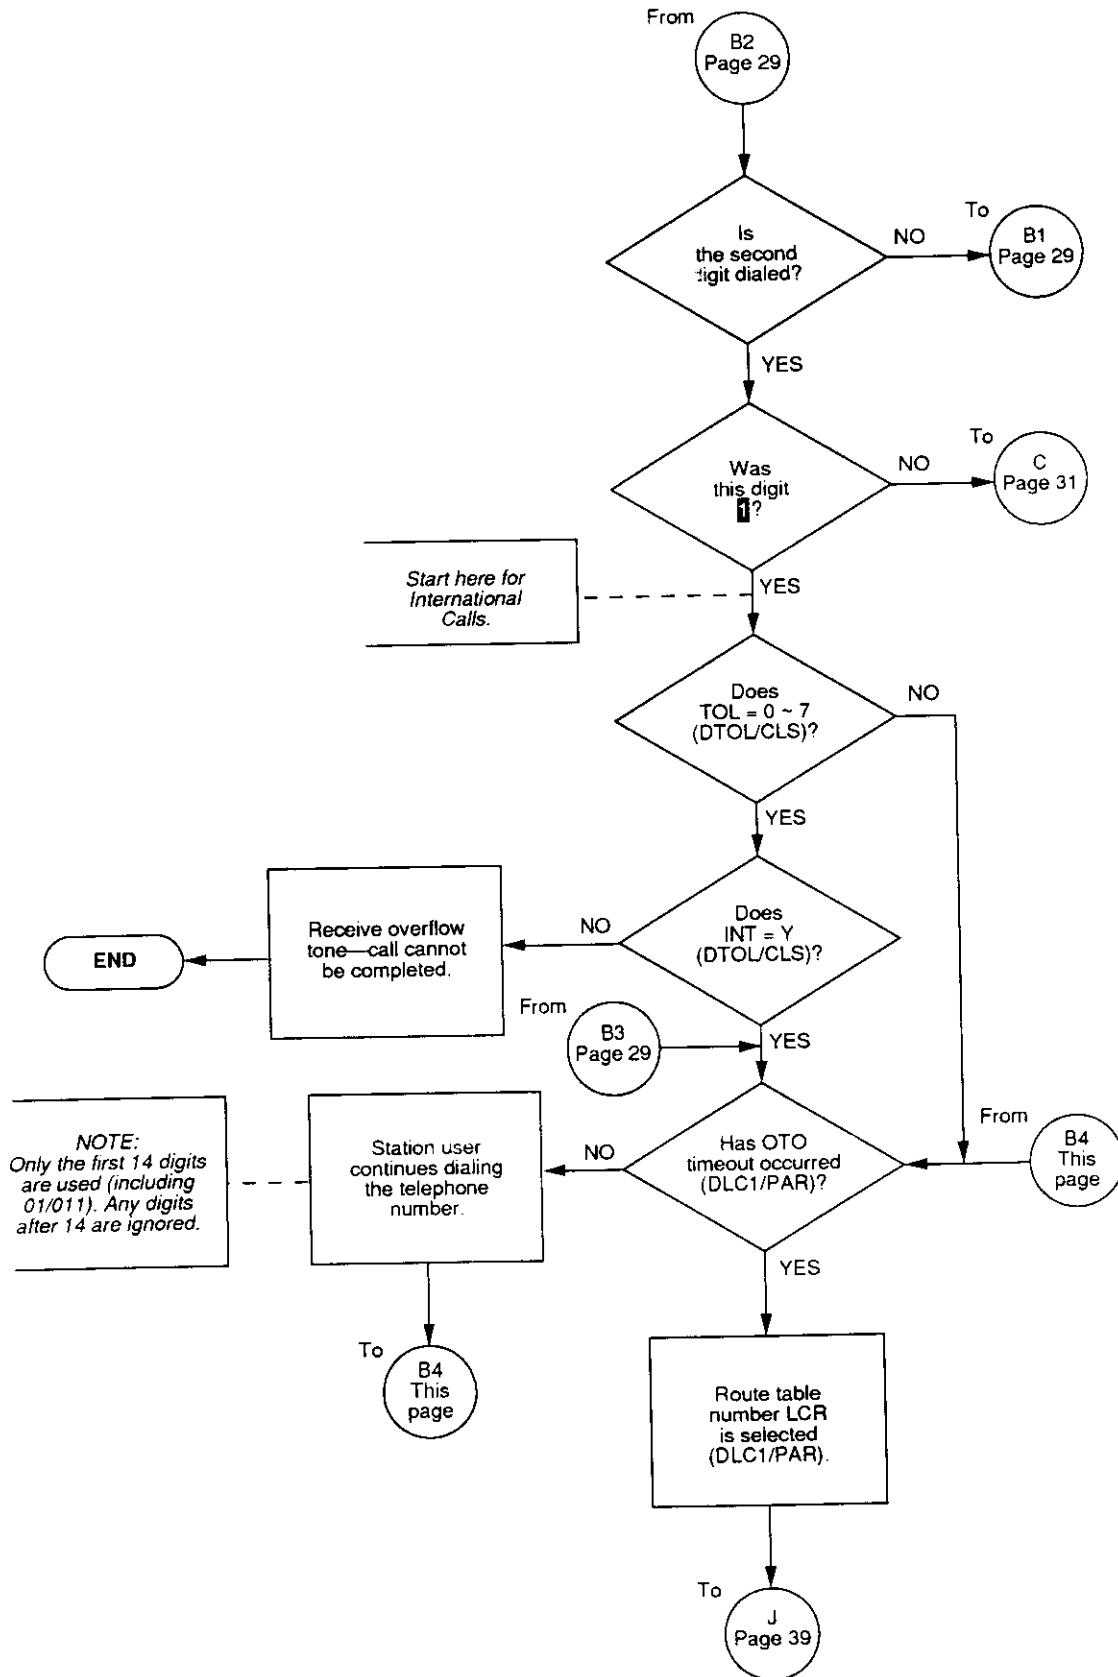 From
B2
Page 29
Is
the second
digit dialed?
NO
To
B1
Page 29
YES
Was
this digit
1?
NO
To
C
Page 31
YES
Start here for
International
Calls.
Does
TOL = 0 ~ 7
(DTOL/CLS)?
NO
YES
Does
INT = Y
(DTOL/CLS)?
NO
Receive overflow
tone—call cannot
be completed.
END
YES
From
B3
Page 29
Has OTO
timeout occurred
(DLC1/PAR)?
From
B4
This
page
NO
Station user
continues dialing
the telephone
number.
NOTE:
Only the first 14 digits
are used (including
01/011). Any digits
after 14 are ignored.
To
B4
This
page
YES
Route table
number LCR
is selected
(DLC1/PAR).
To
J
Page 39